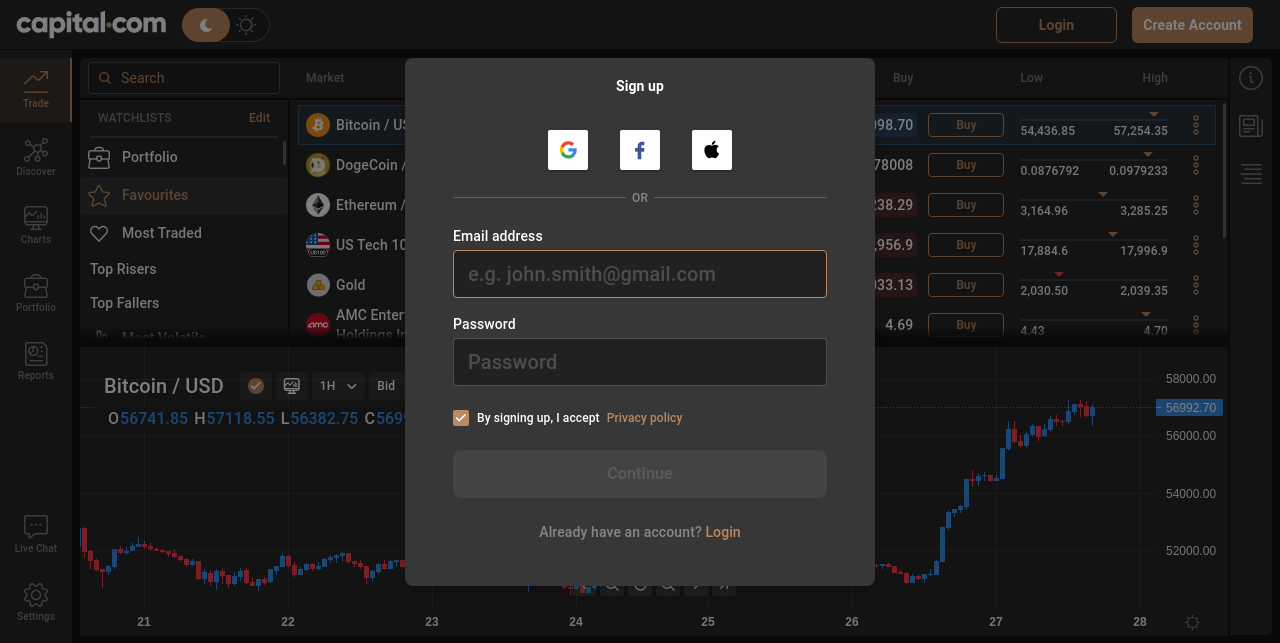 capital.com
Login
Create Account
Trade
Discover
Charts
Portfolio
Reports
Live Chat
Settings
Search
WATCHLISTS Edit
Portfolio
Favourites
Most Traded
Top Risers
Top Fallers
Most Volatile
Market Buy Low High
Bitcoin / US 098.70 Buy 54,436.85 57,254.35
DogeCoin / 78008 Buy 0.0876792 0.0979233
Ethereum / 238.29 Buy 3,164.96 3,285.25
US100 US Tech 10 ,956.9 Buy 17,884.6 17,996.9
Gold 033.13 Buy 2,030.50 2,039.35
amc AMC Enter 4.69 Buy 4.43 4.70
Holdings In
Sign up
OR
Email address
e.g. john.smith@gmail.com
Password
Password
By signing up, I accept Privacy policy
Continue
Already have an account? Login
Bitcoin / USD 1H Bid
O56741.85 H57118.55 L56382.75 C569
58000.00
56992.70
56000.00
54000.00
52000.00
21 22 23 24 25 26 27 28